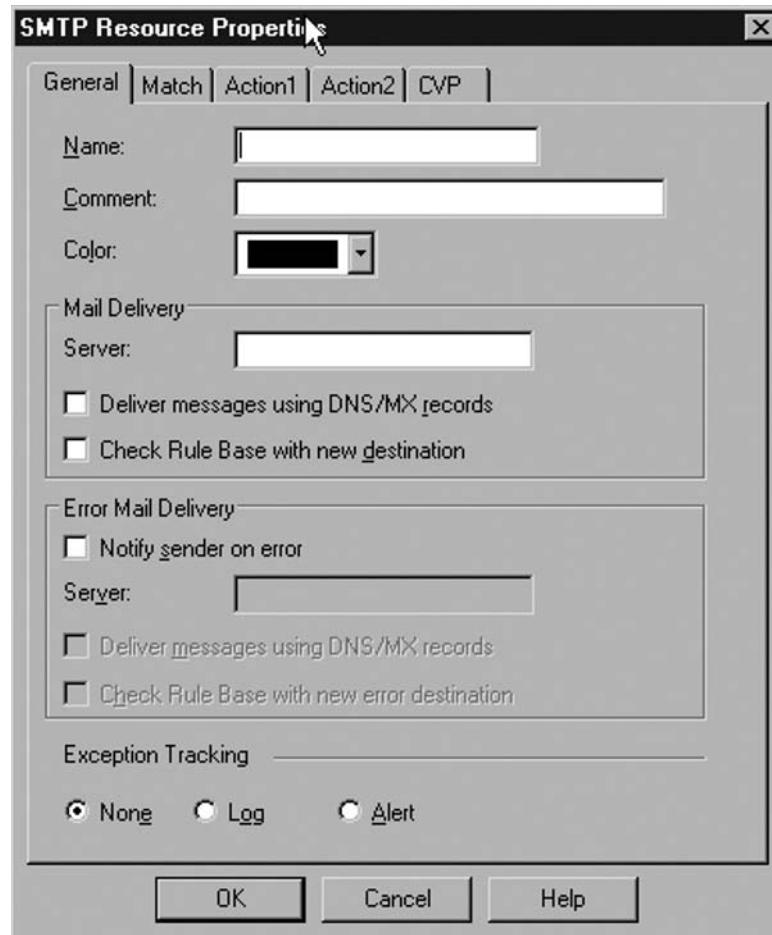 SMTP Resource Properties
General Match Action1 Action2 CVP
Name:
Comment:
Color:
Mail Delivery
Server:
Deliver messages using DNS/MX records
Check Rule Base with new destination
Error Mail Delivery
Notify sender on error
Server:
Deliver messages using DNS/MX records
Check Rule Base with new error destination
Exception Tracking
None Log Alert
OK Cancel Help